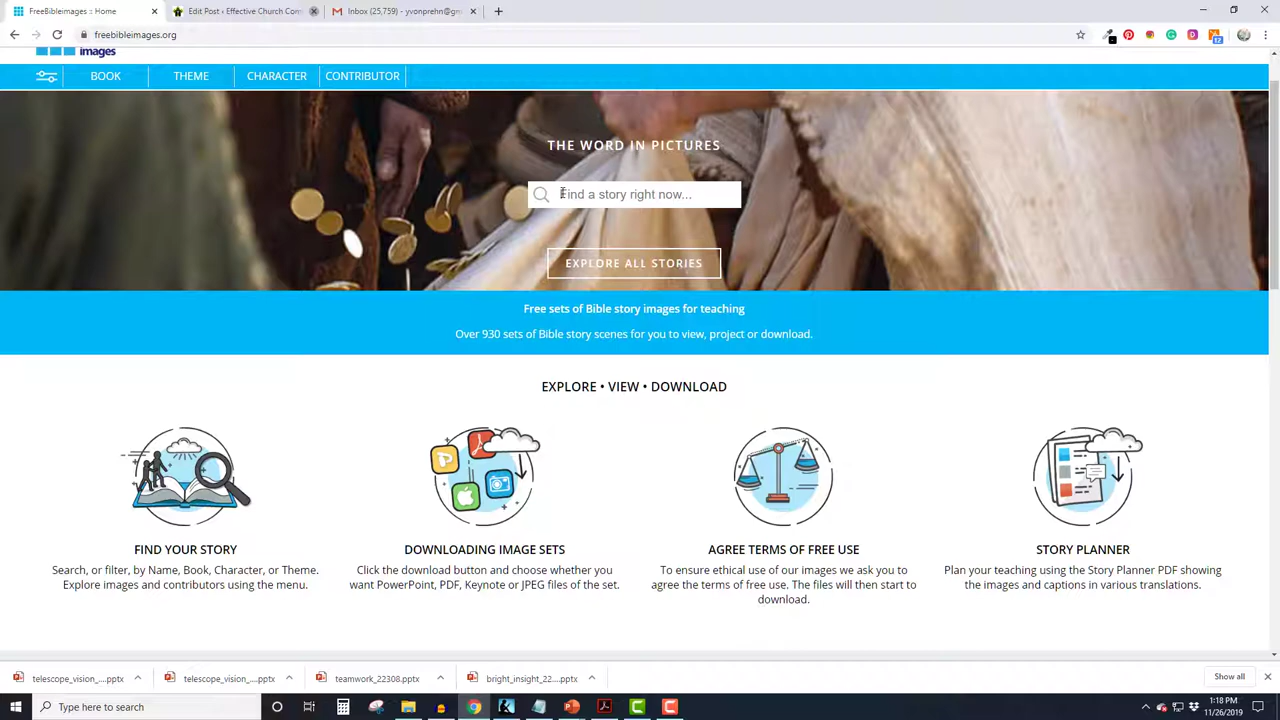 FreeBibleimages :: Home
Edit Post ‹ Effective Church Com
Inbox (25,759) - yvonprehn@gm
freebibleimages.org
12
images
BOOK
THEME
CHARACTER
CONTRIBUTOR
THE WORD IN PICTURES
Find a story right now...
EXPLORE ALL STORIES
Free sets of Bible story images for teaching
Over 930 sets of Bible story scenes for you to view, project or download.
EXPLORE • VIEW • DOWNLOAD
FIND YOUR STORY
Search, or filter, by Name, Book, Character, or Theme.
Explore images and contributors using the menu.
DOWNLOADING IMAGE SETS
Click the download button and choose whether you
want PowerPoint, PDF, Keynote or JPEG files of the set.
AGREE TERMS OF FREE USE
To ensure ethical use of our images we ask you to
agree the terms of free use. The files will then start to
download.
STORY PLANNER
Plan your teaching using the Story Planner PDF showing
the images and captions in various translations.
telescope_vision_....pptx
telescope_vision_....pptx
teamwork_22308.pptx
bright_insight_22....pptx
Show all
Type here to search
1:18 PM
11/26/2019